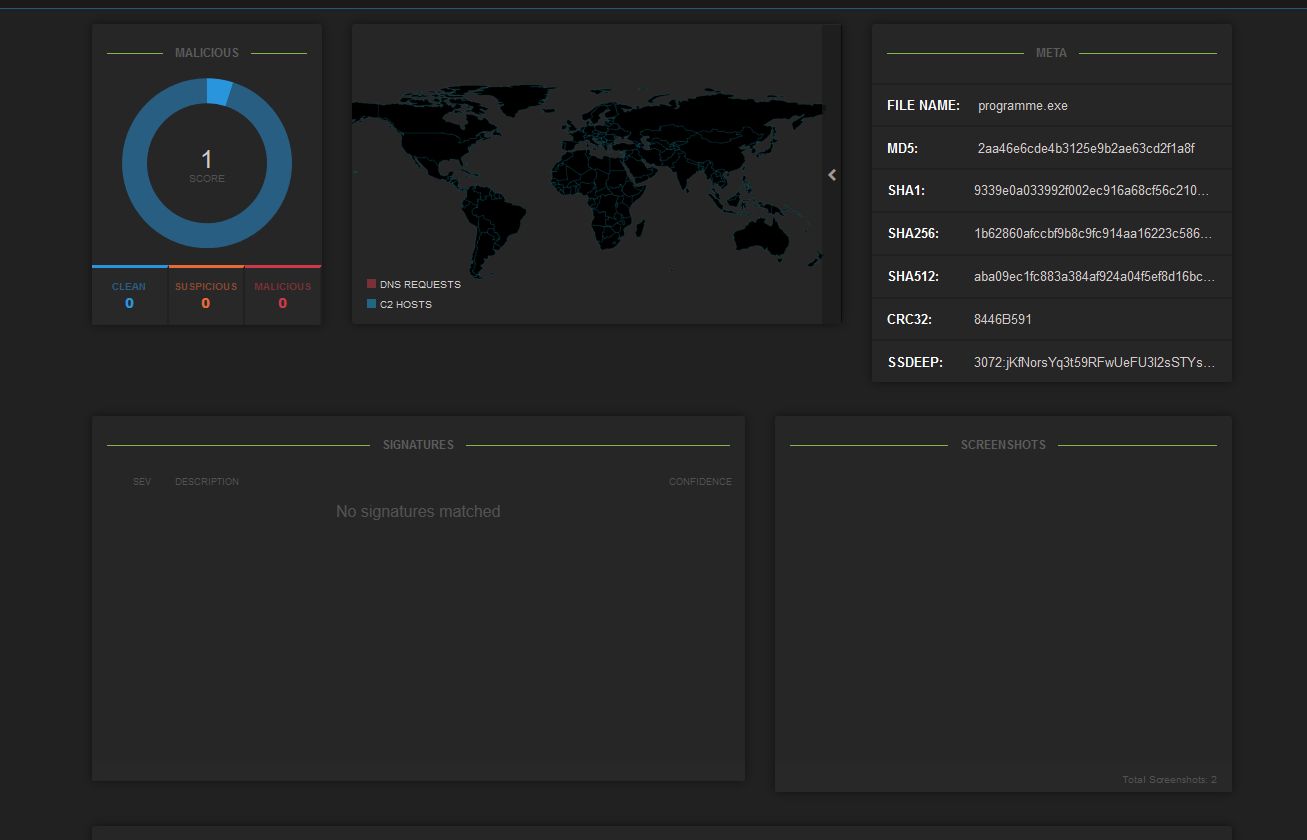 MALICIOUS
1
SCORE
CLEAN
0
SUSPICIOUS
0
MALICIOUS
0
DNS REQUESTS
C2 HOSTS
META
FILE NAME: programme.exe
MD5: 2aa46e6cde4b3125e9b2ae63cd2f1a8f
SHA1: 9339e0a033992f002ec916a68cf56c210...
SHA256: 1b62860afccbf9b8c9fc914aa16223c586...
SHA512: aba09ec1fc883a384af924a04f5ef8d16bc...
CRC32: 8446B591
SSDEEP: 3072:jKfNorsYq3t59RFwUeFU3l2sSTYs...
SIGNATURES
SEV DESCRIPTION CONFIDENCE
No signatures matched
SCREENSHOTS
Total Screenshots: 2